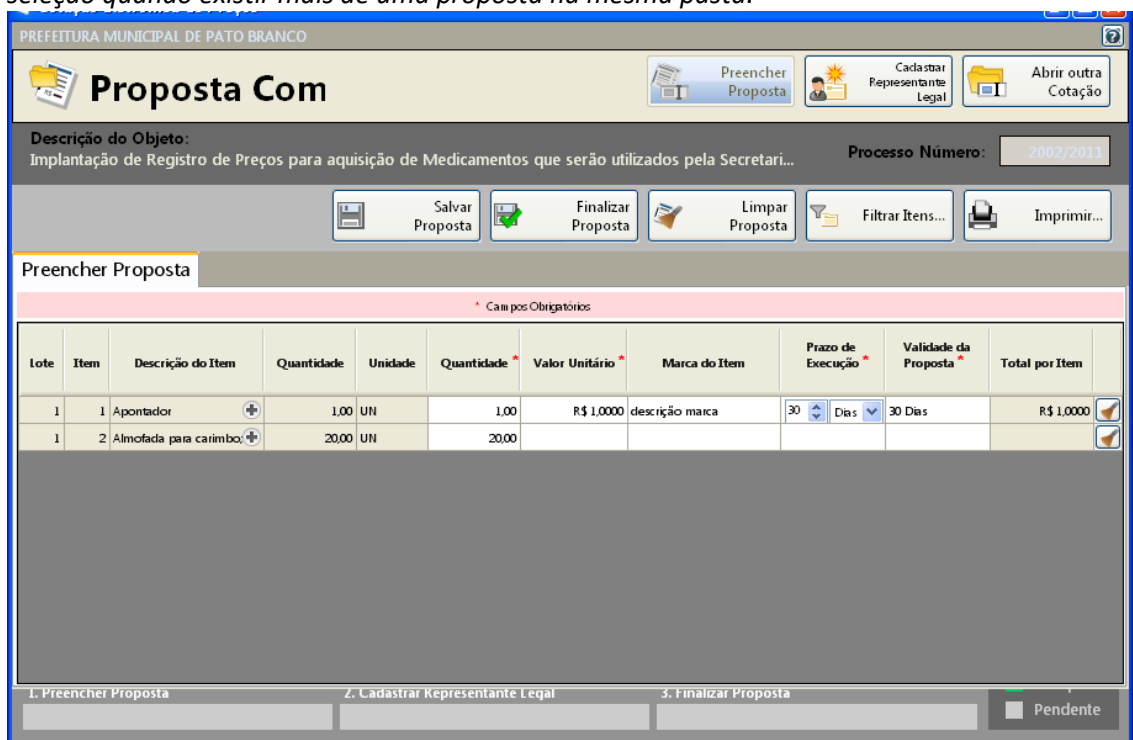 seleção quando existir mais de uma proposta na mesma pasta.
PREFEITURA MUNICIPAL DE PATO BRANCO
Proposta Com
Preencher Proposta
Cadastrar Representante Legal
Abrir outra Cotação
Descrição do Objeto:
Implantação de Registro de Preços para aquisição de Medicamentos que serão utilizados pela Secretari...
Processo Número: 2002/2011
Salvar Proposta
Finalizar Proposta
Limpar Proposta
Filtrar Itens...
Imprimir...
Preencher Proposta
* Campos Obrigatórios
Lote Item Descrição do Item Quantidade Unidade Quantidade * Valor Unitário * Marca do Item Prazo de Execução * Validade da Proposta * Total por Item
1 1 Apontador 1,00 UN 1,00 R$ 1,0000 descrição marca 30 Dias 30 Dias R$ 1,0000
1 2 Almofada para carimbo; 20,00 UN 20,00
1. Preencher Proposta 2. Cadastrar Representante Legal 3. Finalizar Proposta
Pendente